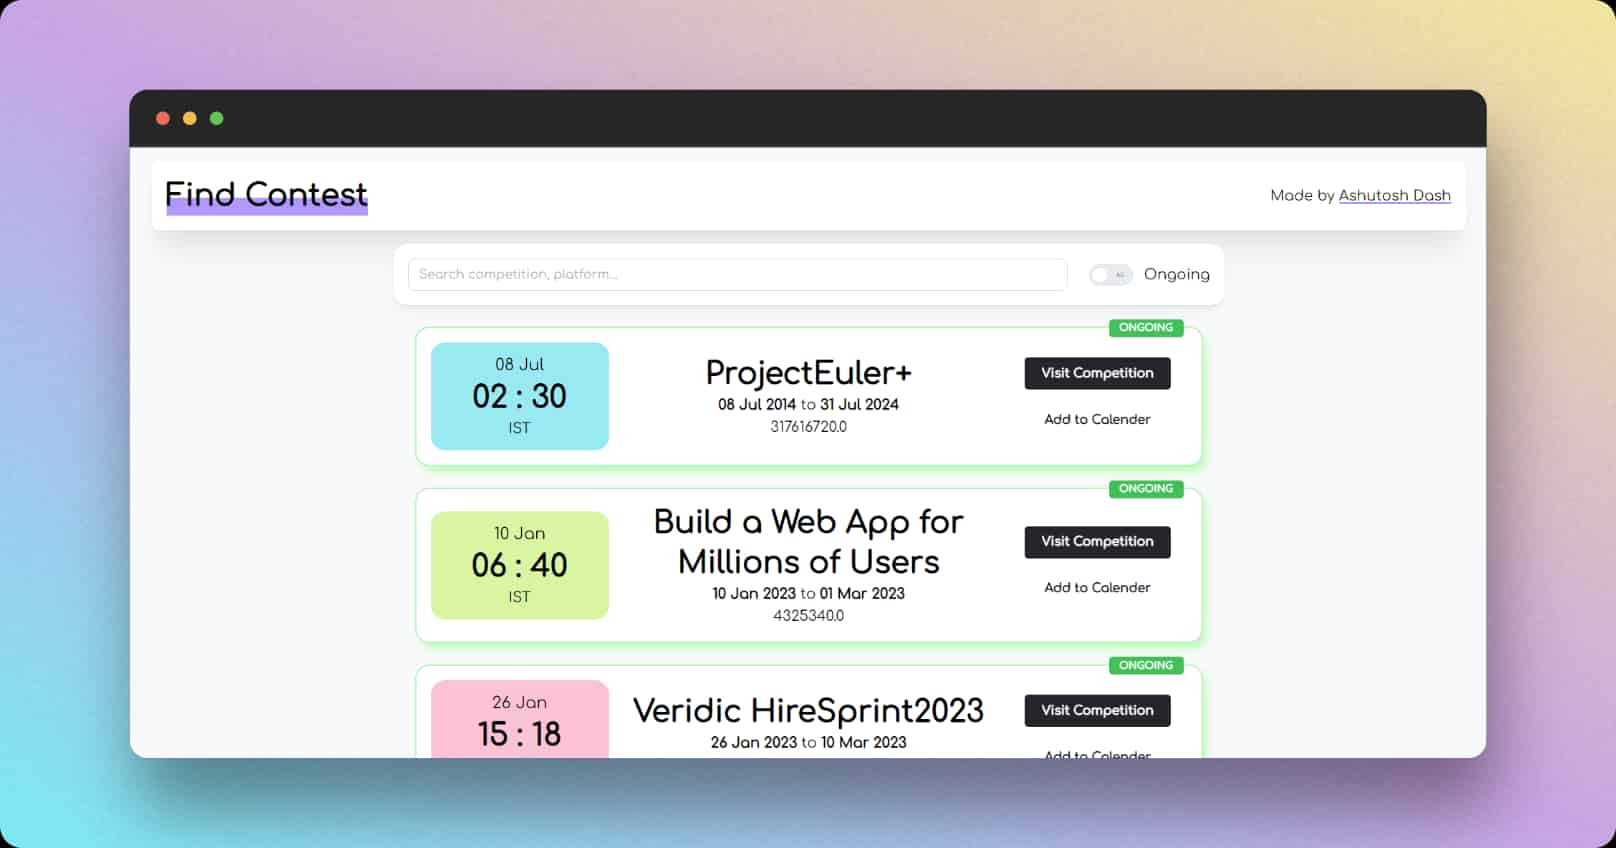 Find Contest
Made by Ashutosh Dash
Search competition, platform...
Ongoing
ONGOING
08 Jul
02 : 30
IST
ProjectEuler+
08 Jul 2014 to 31 Jul 2024
317616720.0
Visit Competition
Add to Calender
ONGOING
10 Jan
06 : 40
IST
Build a Web App for
Millions of Users
10 Jan 2023 to 01 Mar 2023
4325340.0
Visit Competition
Add to Calender
ONGOING
26 Jan
15 : 18
Veridic HireSprint2023
26 Jan 2023 to 10 Mar 2023
Visit Competition
Add to Calender